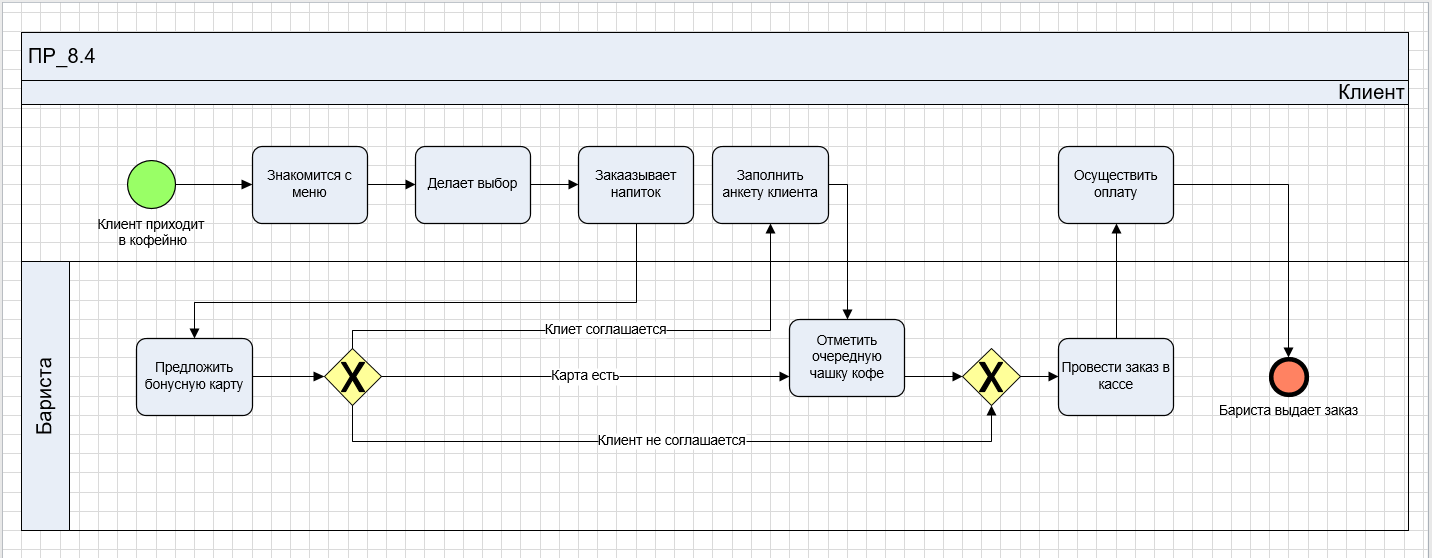 ПР_8.4
Клиент
Знакомится с
меню
Делает выбор
Закаазывает
напиток
Заполнить
анкету клиента
Осуществить
оплату
Клиент приходит
в кофейню
Бариста
Клиет соглашается
Отметить
очередную
чашку кофе
Предложить
бонусную карту
X
Карта есть
X
Провести заказ в
кассе
Бариста выдает заказ
Клиент не соглашается